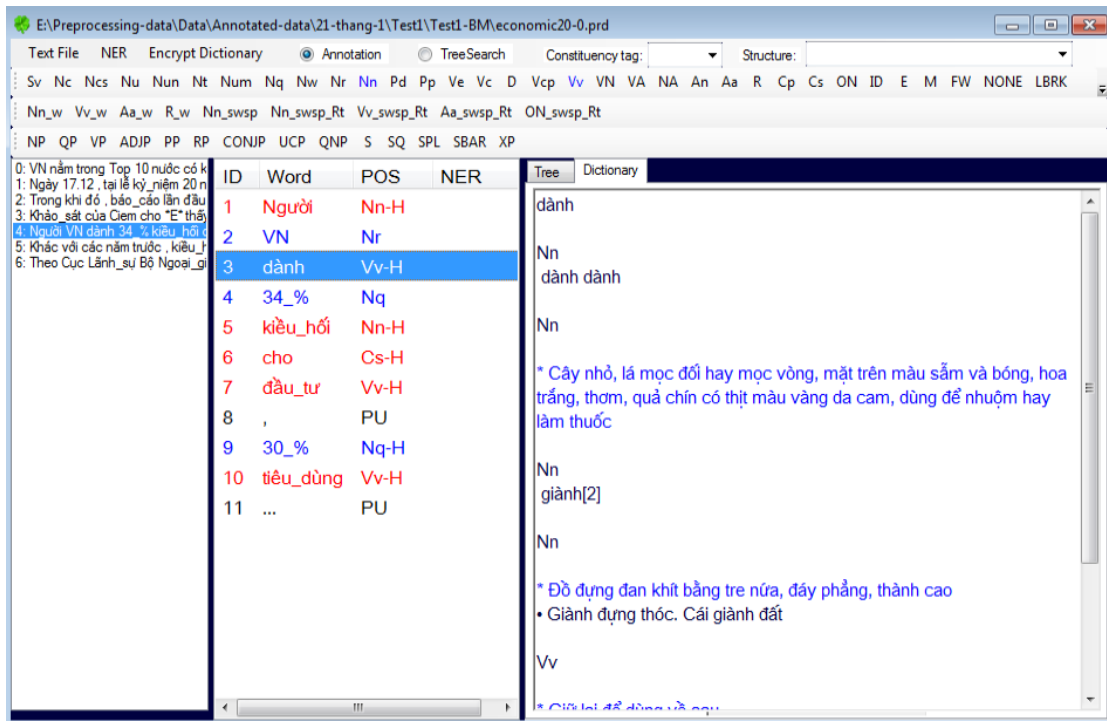 E:\Preprocessing-data\Data\Annotated-data\21-thang-1\Test1\Test1-BM\economic20-0.prd
Text File NER Encrypt Dictionary Annotation TreeSearch Constituency tag: Structure:
Sv Nc Ncs Nu Nun Nt Num Nq Nw Nr Nn Pd Pp Ve Vc D Vcp Vv VN VA NA An Aa R Cp Cs ON ID E M FW NONE LBRK
Nn_w Vv_w Aa_w R_w Nn_swsp Nn_swsp_Rt Vv_swsp_Rt Aa_swsp_Rt ON_swsp_Rt
NP QP VP ADJP PP RP CONJP UCP QNP S SQ SPL SBAR XP
0: VN nằm trong Top 10 nước có k
1: Ngày 17.12 , tại lễ kỷ_niệm 20 n
2: Trong khi đó , báo_cáo lần đầu
3: Khảo_sát của Ciem cho *E* thấy
4: Người VN dành 34_% kiều_hối
5: Khác với các năm trước , kiều_h
6: Theo Cục Lãnh_sự Bộ Ngoại_gi
ID Word POS NER
1 Người Nn-H
2 VN Nr
3 dành Vv-H
4 34_% Nq
5 kiều_hối Nn-H
6 cho Cs-H
7 đầu_tư Vv-H
8 , PU
9 30_% Nq-H
10 tiêu_dùng Vv-H
11 ... PU
Tree Dictionary
dành
Nn
dành dành
Nn
* Cây nhỏ, lá mọc đối hay mọc vòng, mặt trên màu sẫm và bóng, hoa
trắng, thơm, quả chín có thịt màu vàng da cam, dùng để nhuộm hay
làm thuốc
Nn
giành[2]
Nn
* Đồ đựng đan khít bằng tre nứa, đáy phẳng, thành cao
• Giành đựng thóc. Cái giành đất
Vv
* Giữ lại để dùng về sau